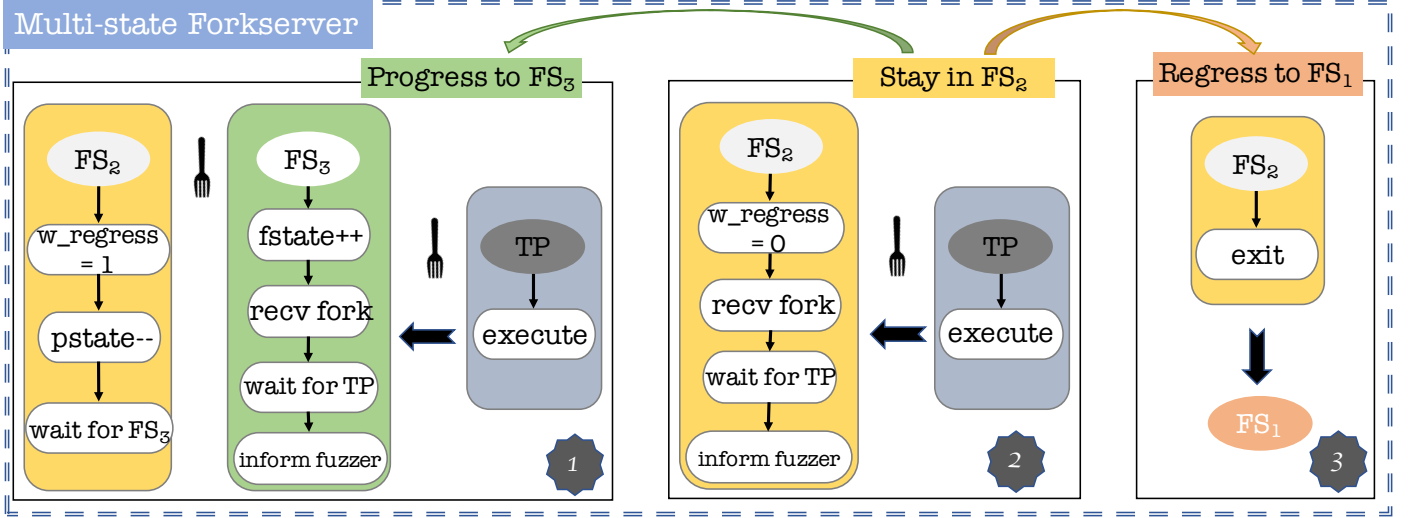 Multi-state Forkserver
Progress to FS₃
FS₂
w_regress
= 1
pstate--
wait for FS₃
FS₃
fstate++
recv fork
wait for TP
inform fuzzer
TP
execute
1
Stay in FS₂
FS₂
w_regress
= 0
recv fork
wait for TP
inform fuzzer
TP
execute
2
Regress to FS₁
FS₂
exit
FS₁
3